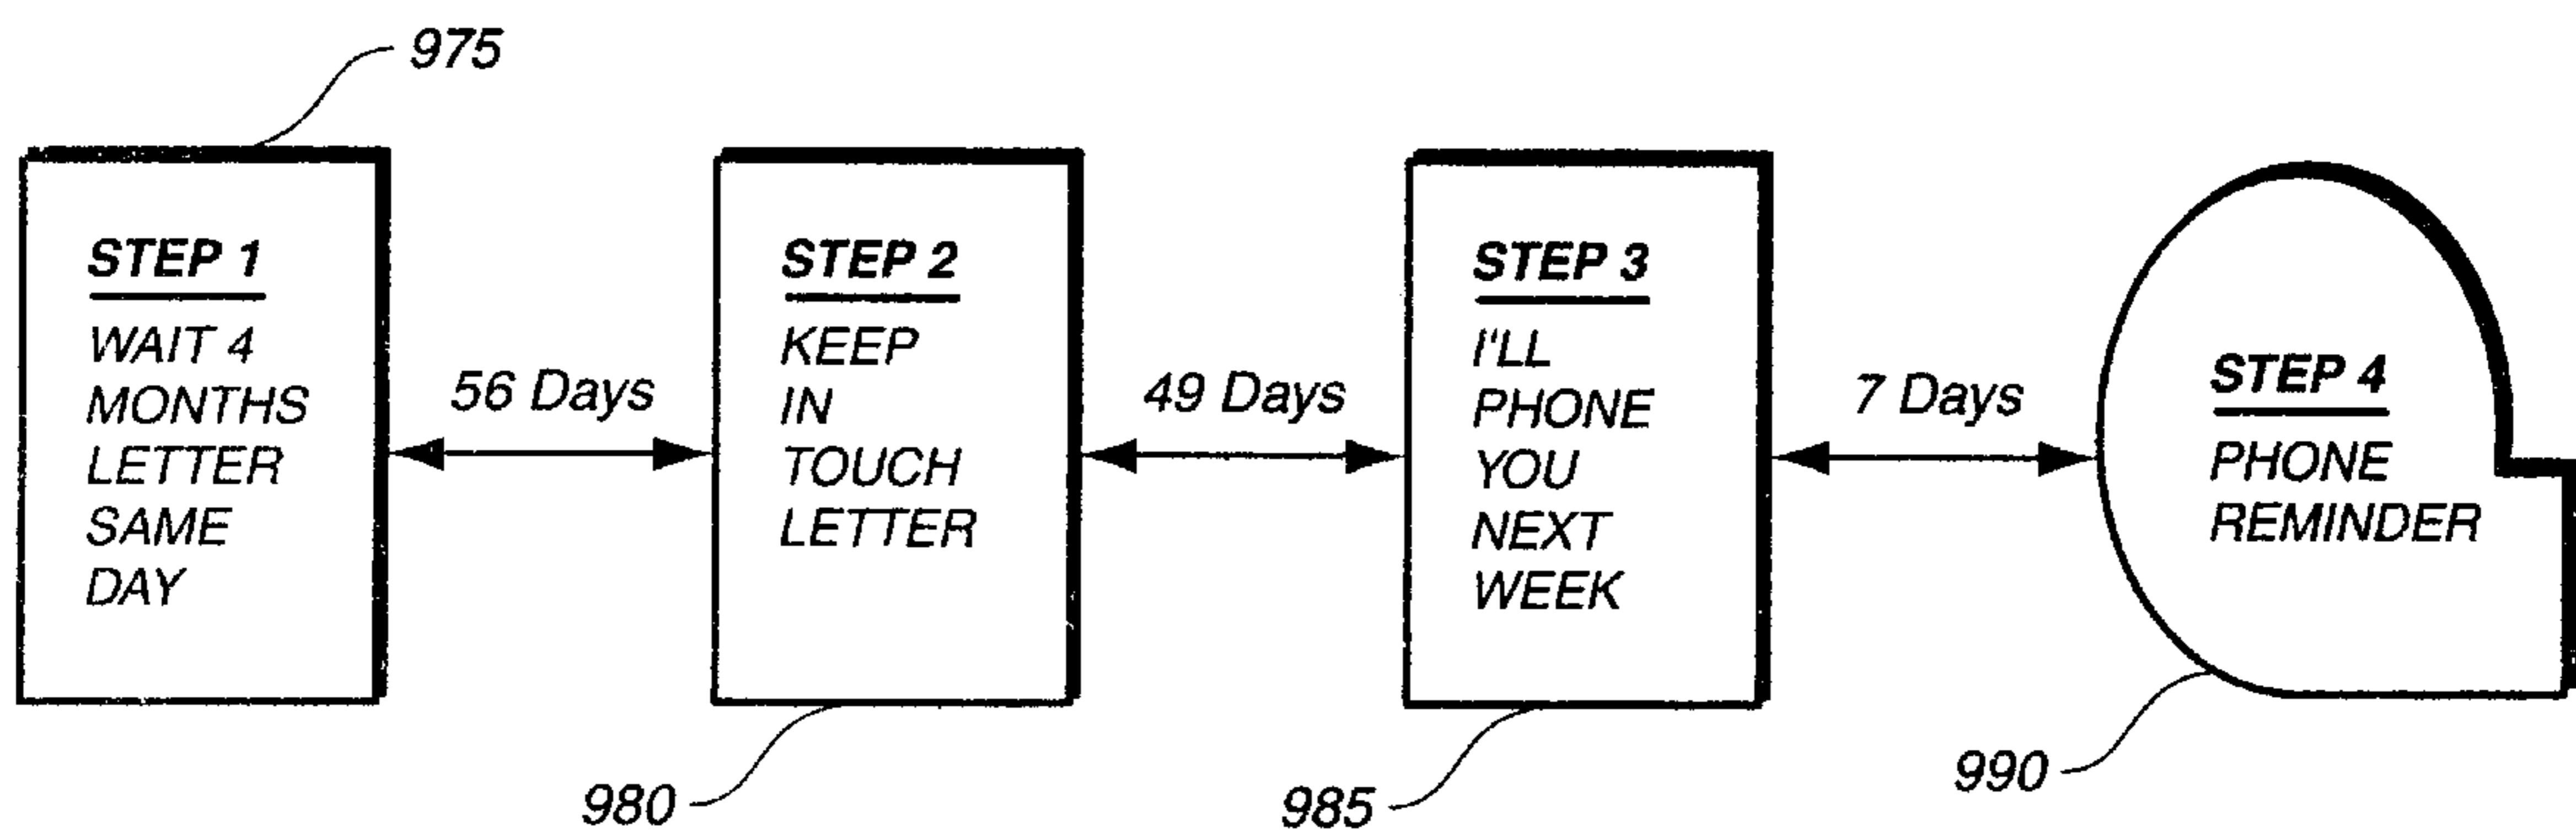 975
STEP 1
WAIT 4
MONTHS
LETTER
SAME
DAY
56 Days
STEP 2
KEEP
IN
TOUCH
LETTER
980
49 Days
STEP 3
I'LL
PHONE
YOU
NEXT
WEEK
985
7 Days
STEP 4
PHONE
REMINDER
990